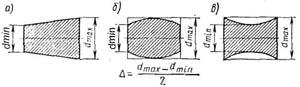 а) б) в)
dmin dmax dmin dmax dmin dmax
Δ = dmax - dmin / 2